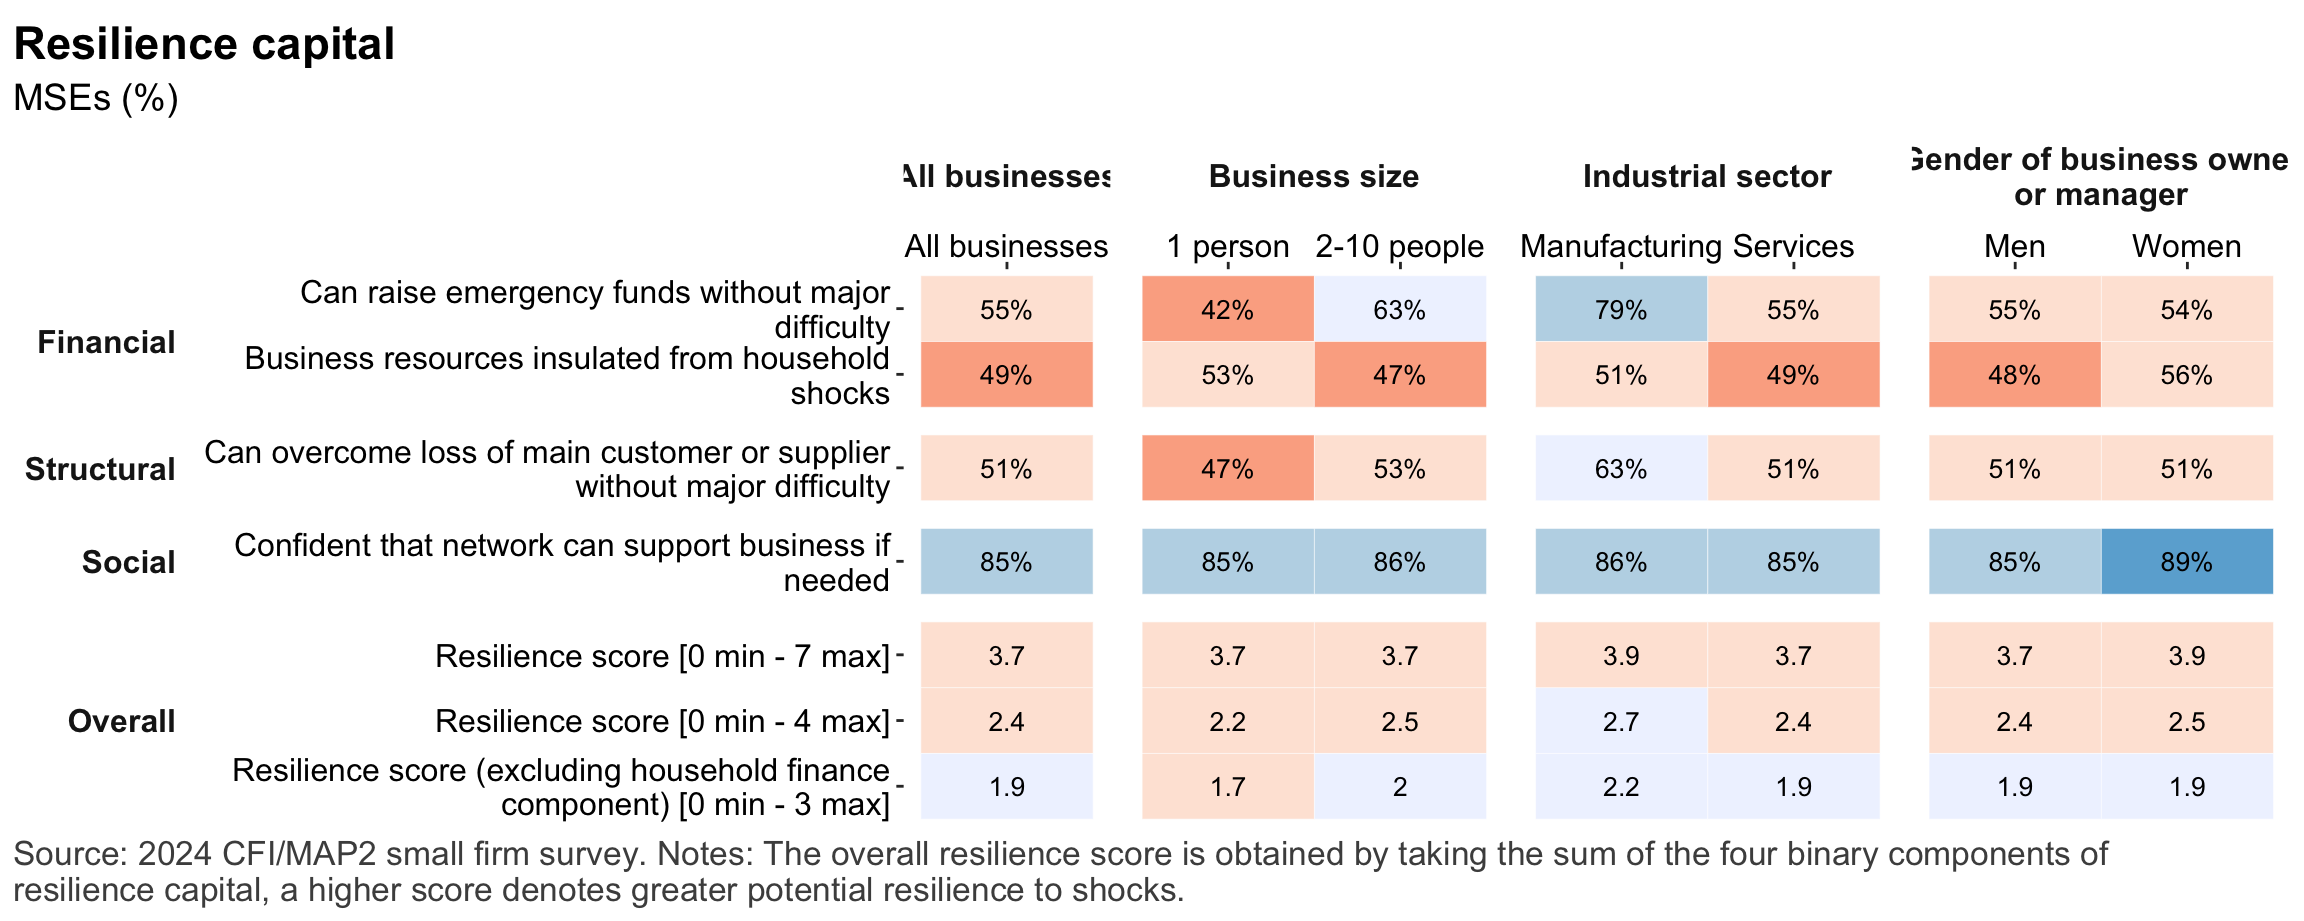 Resilience capital
MSEs (%)
All businesses
Business size
Industrial sector
Gender of business owne
or manager
All businesses
1 person
2-10 people
Manufacturing
Services
Men
Women
Financial
Can raise emergency funds without major
difficulty
55%
42%
63%
79%
55%
55%
54%
Business resources insulated from household
shocks
49%
53%
47%
51%
49%
48%
56%
Structural
Can overcome loss of main customer or supplier
without major difficulty
51%
47%
53%
63%
51%
51%
51%
Social
Confident that network can support business if
needed
85%
85%
86%
86%
85%
85%
89%
Overall
Resilience score [0 min - 7 max]
3.7
3.7
3.7
3.9
3.7
3.7
3.9
Resilience score [0 min - 4 max]
2.4
2.2
2.5
2.7
2.4
2.4
2.5
Resilience score (excluding household finance
component) [0 min - 3 max]
1.9
1.7
2
2.2
1.9
1.9
1.9
Source: 2024 CFI/MAP2 small firm survey. Notes: The overall resilience score is obtained by taking the sum of the four binary components of
resilience capital, a higher score denotes greater potential resilience to shocks.